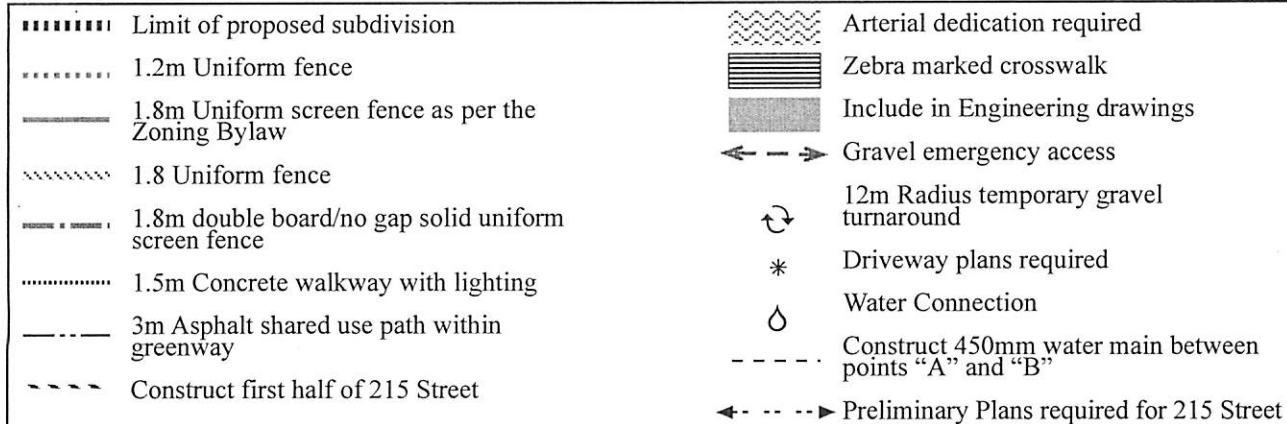 Limit of proposed subdivision
1.2m Uniform fence
1.8m Uniform screen fence as per the
Zoning Bylaw
1.8 Uniform fence
1.8m double board/no gap solid uniform
screen fence
1.5m Concrete walkway with lighting
3m Asphalt shared use path within
greenway
Construct first half of 215 Street
Arterial dedication required
Zebra marked crosswalk
Include in Engineering drawings
Gravel emergency access
12m Radius temporary gravel
turnaround
Driveway plans required
Water Connection
Construct 450mm water main between
points “A” and “B”
Preliminary Plans required for 215 Street